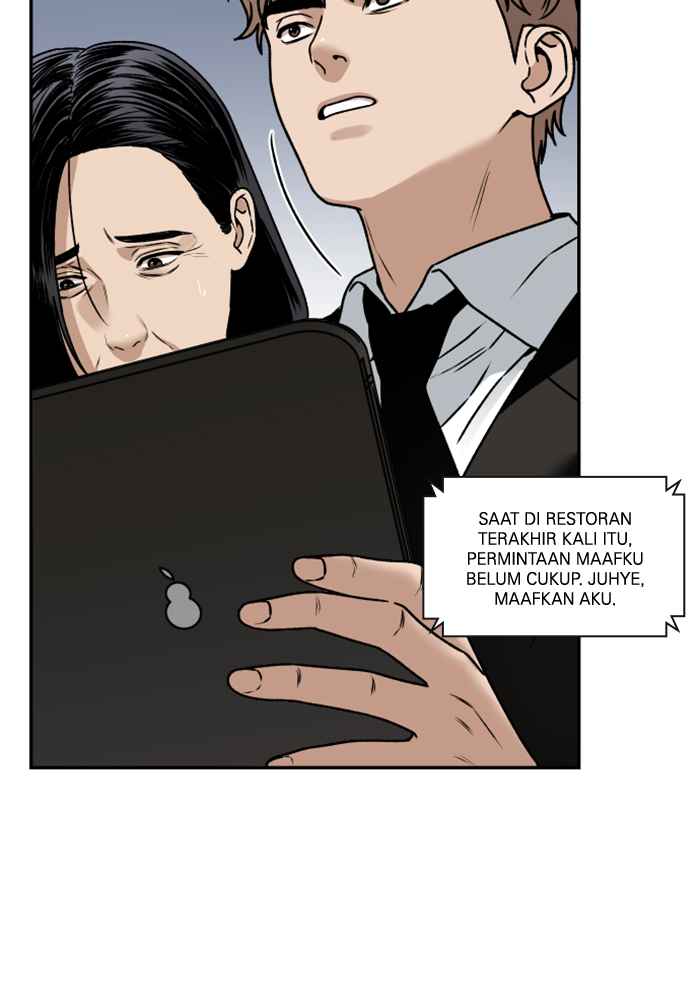 SAAT DI RESTORAN
TERAKHIR KALI ITU,
PERMINTAAN MAAFKU
BELUM CUKUP. JUHYE,
MAAFKAN AKU.